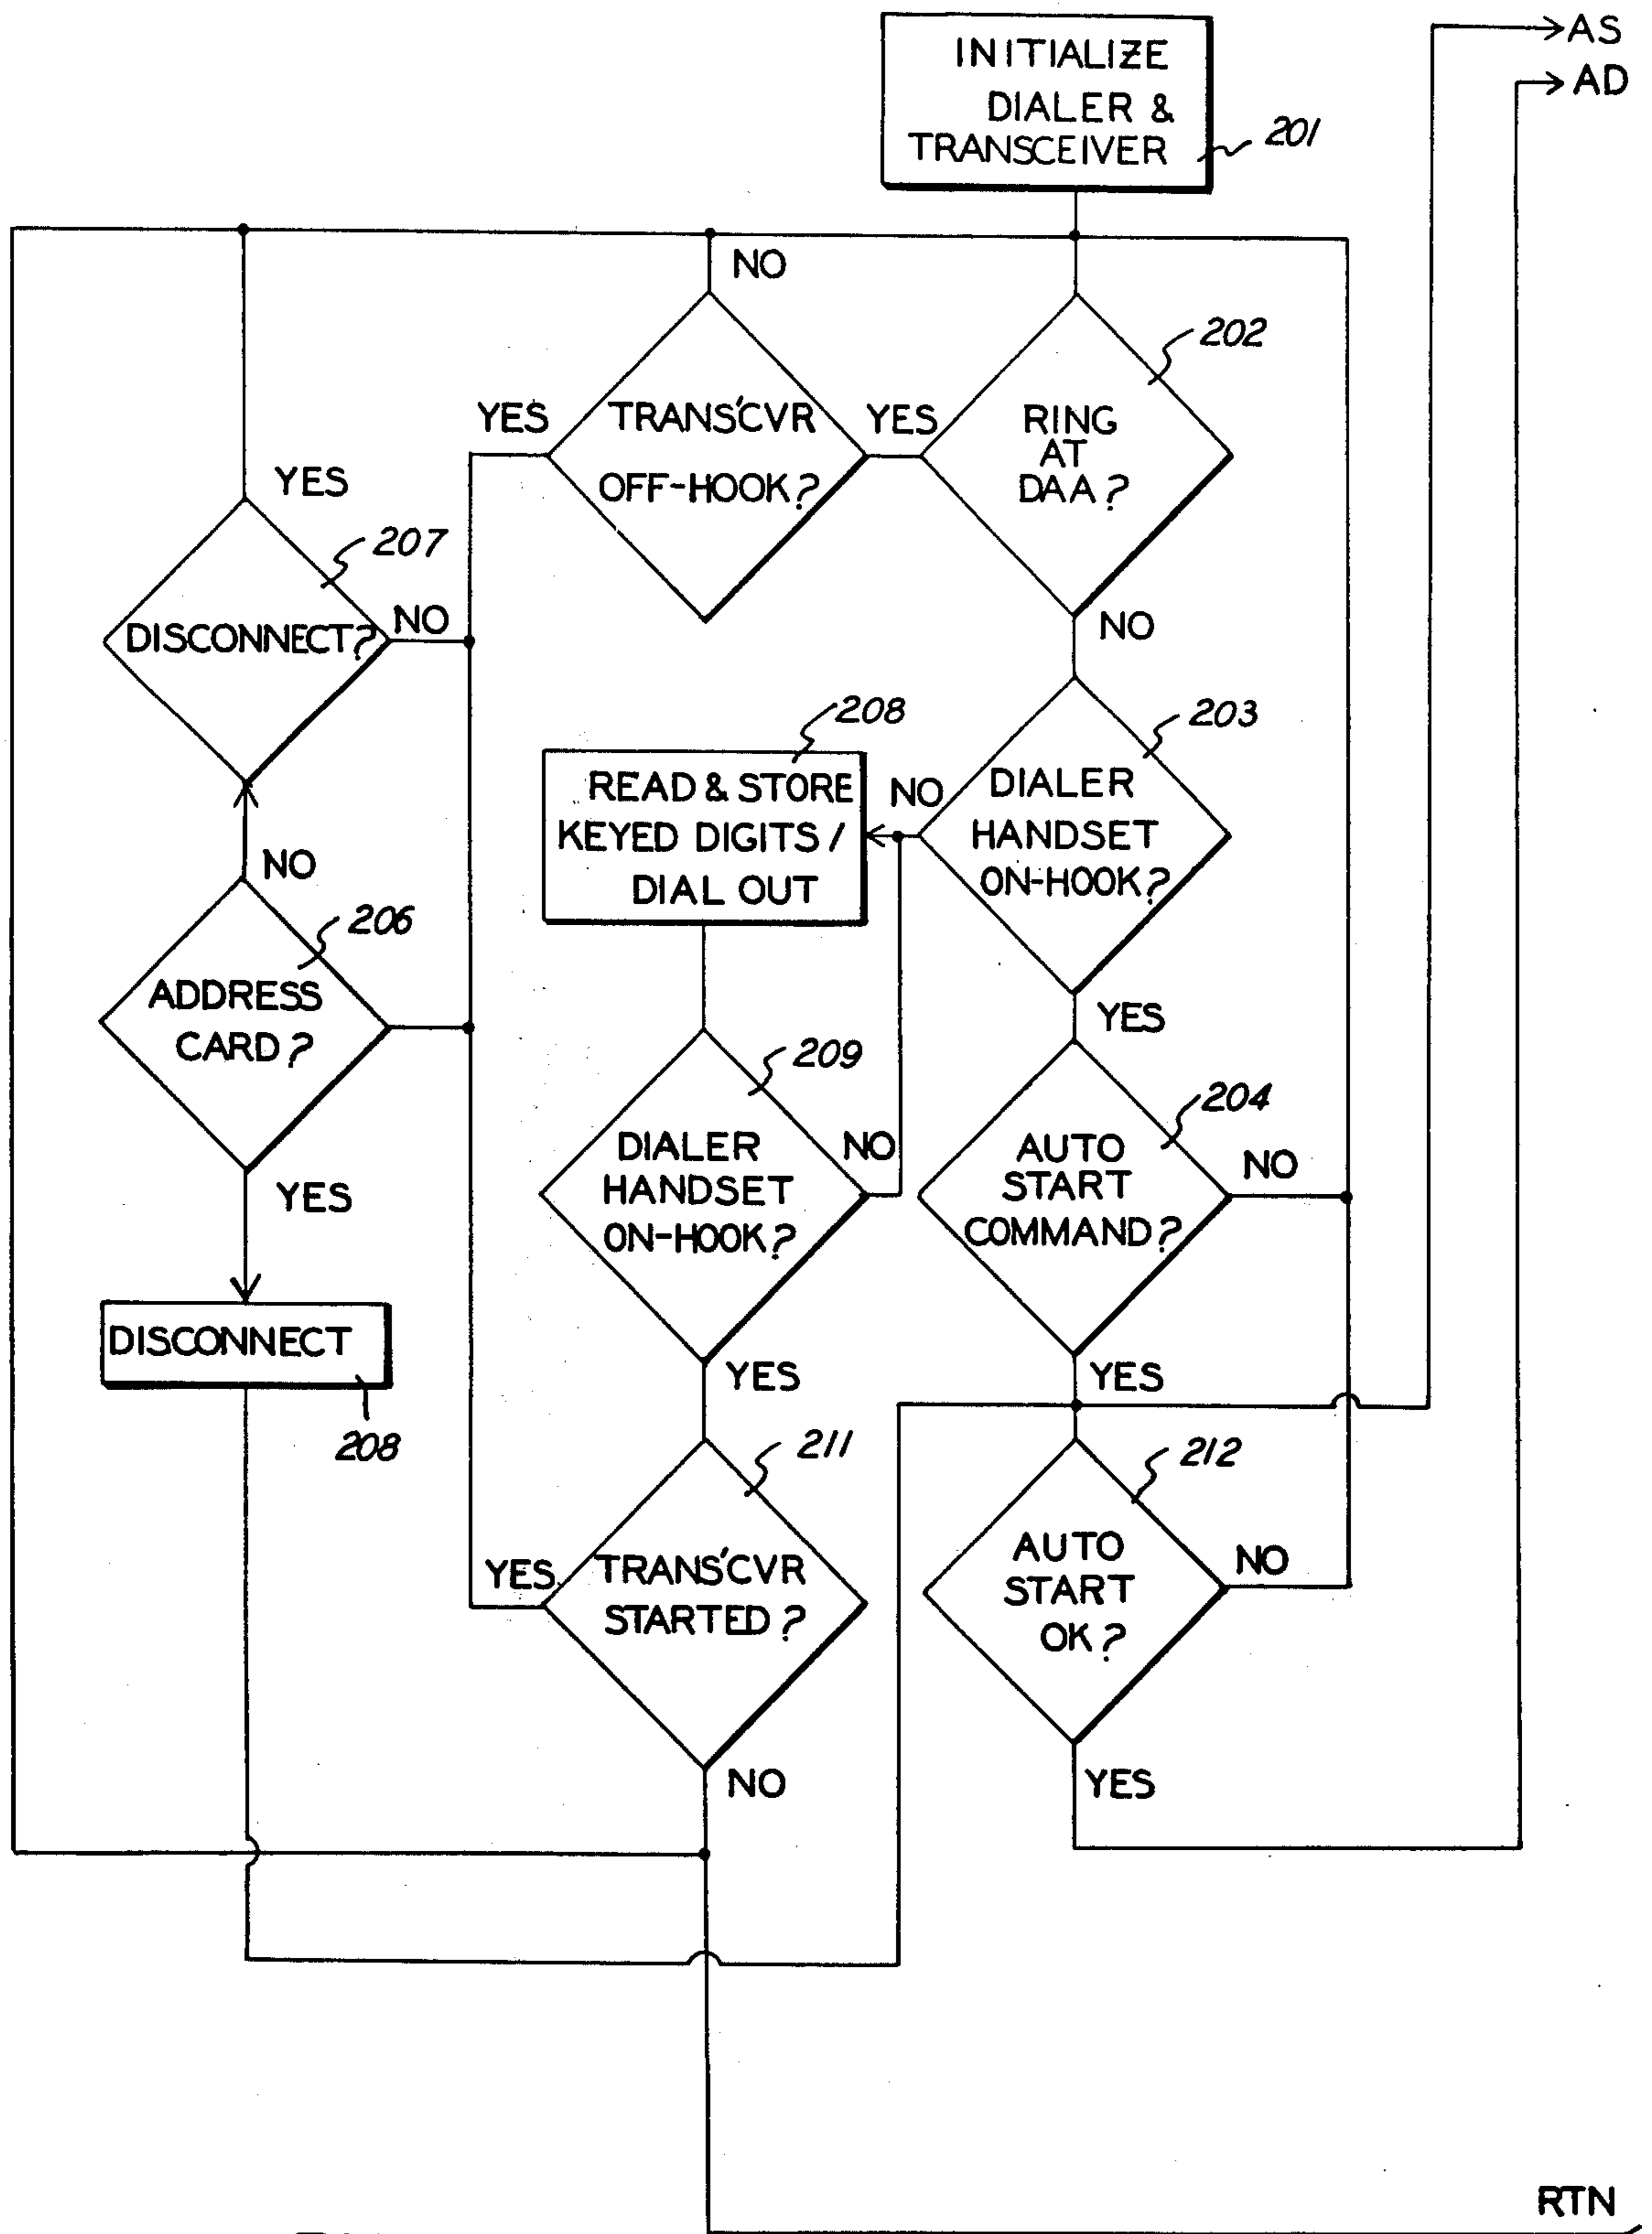 AS
AD
INITIALIZE
DIALER &
TRANSCEIVER
201
NO
202
YES
TRANS'CVR
OFF-HOOK?
YES
RING
AT
DAA?
YES
207
NO
DISCONNECT?
NO
208
203
READ & STORE
KEYED DIGITS /
DIAL OUT
NO
DIALER
HANDSET
ON-HOOK?
NO
206
ADDRESS
CARD?
YES
209
204
DIALER
HANDSET
ON-HOOK?
NO
AUTO
START
COMMAND?
NO
YES
DISCONNECT
208
YES
YES
211
212
YES
TRANS'CVR
STARTED?
AUTO
START
OK?
NO
NO
YES
RTN